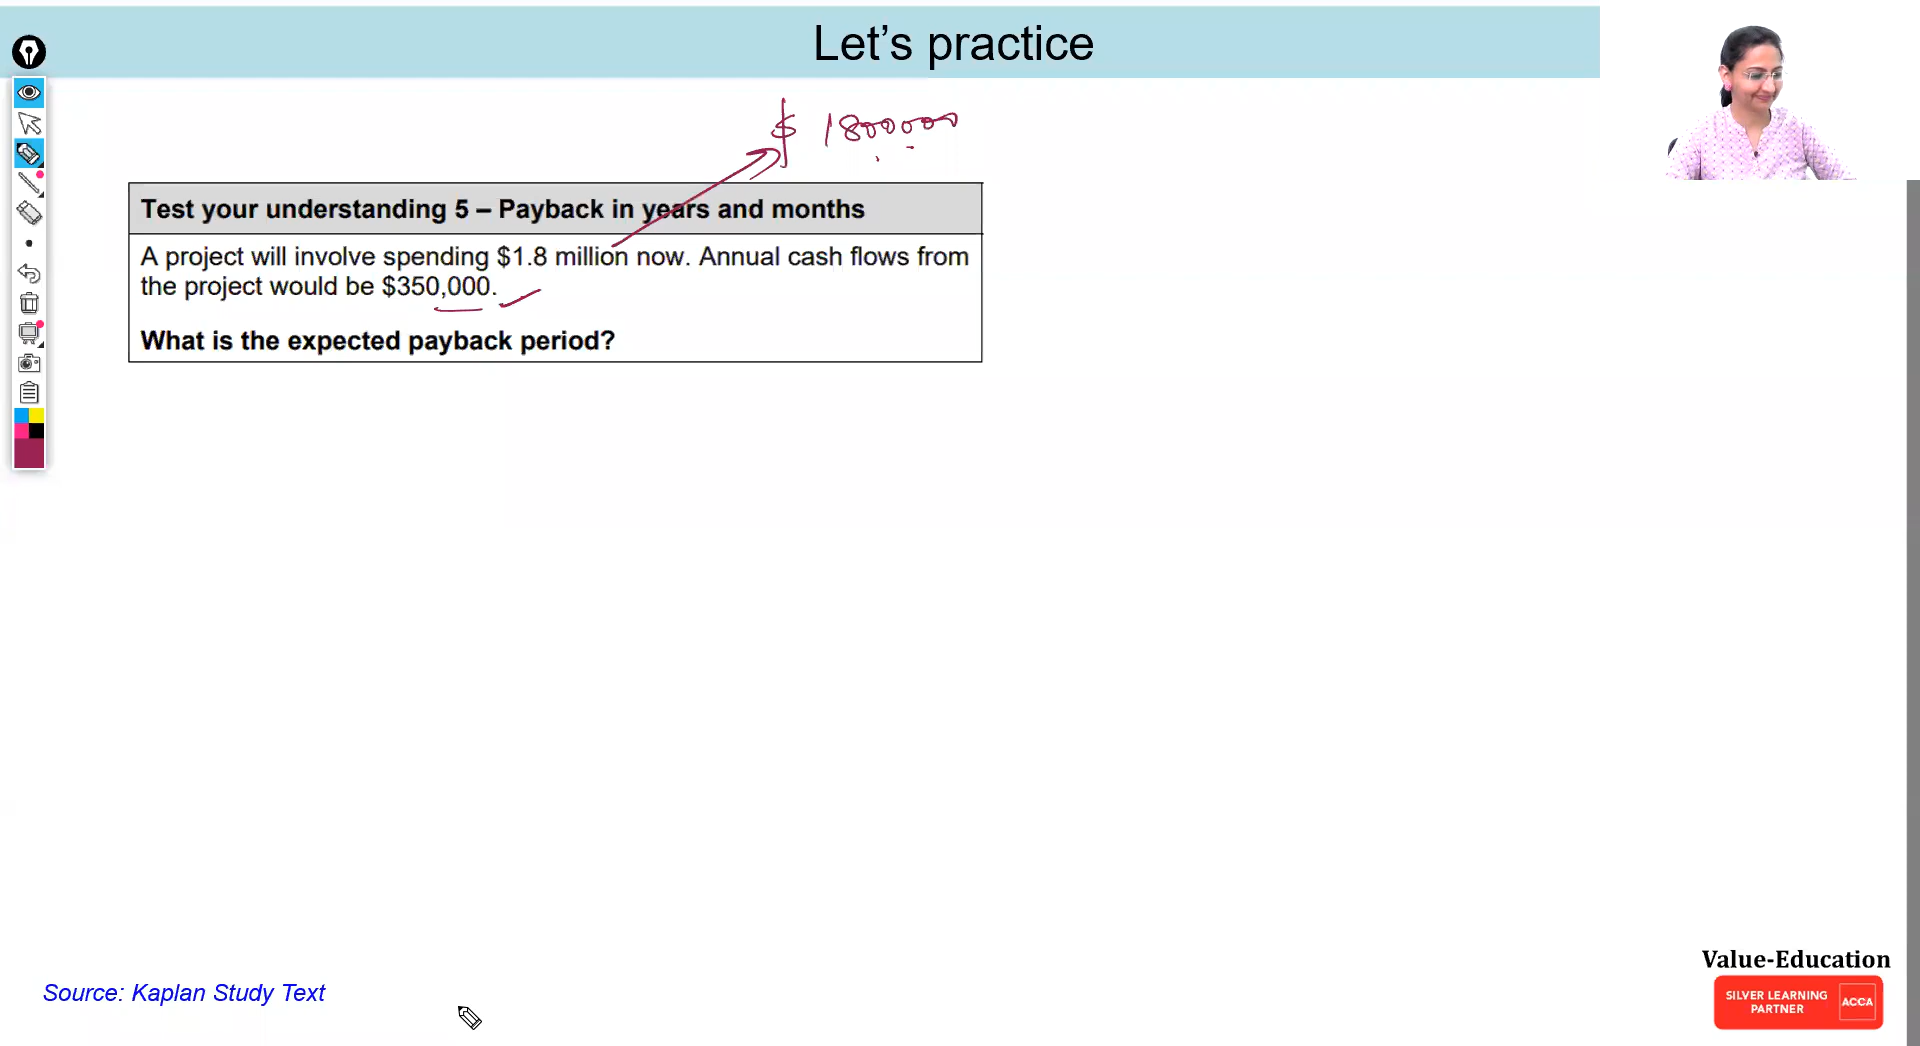 Let's practice
$ 1800000
Test your understanding 5 – Payback in years and months
A project will involve spending $1.8 million now. Annual cash flows from
the project would be $350,000.
What is the expected payback period?
Source: Kaplan Study Text
Value-Education
SILVER LEARNING
PARTNER
ACCA